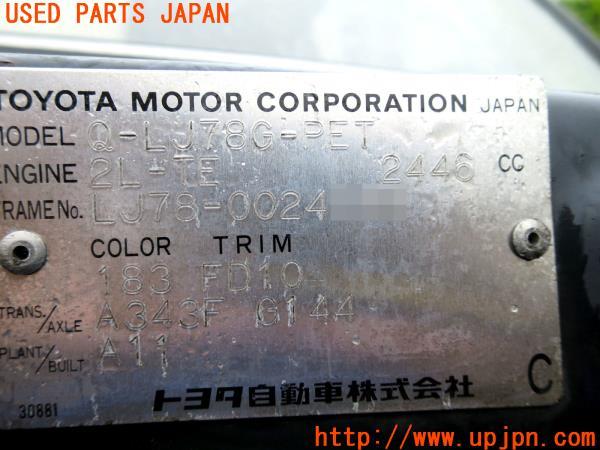 USED PARTS JAPAN
TOYOTA MOTOR CORPORATION JAPAN
MODEL Q-LJ78G-PET
ENGINE 2L-TE 2446 CC
FRAME No. LJ78-0024
COLOR TRIM
183 FD10
TRANS./AXLE A343F G144
PLANT/BUILT A11
C
トヨタ自動車株式会社
30881
UPJ http://www.upjpn.com